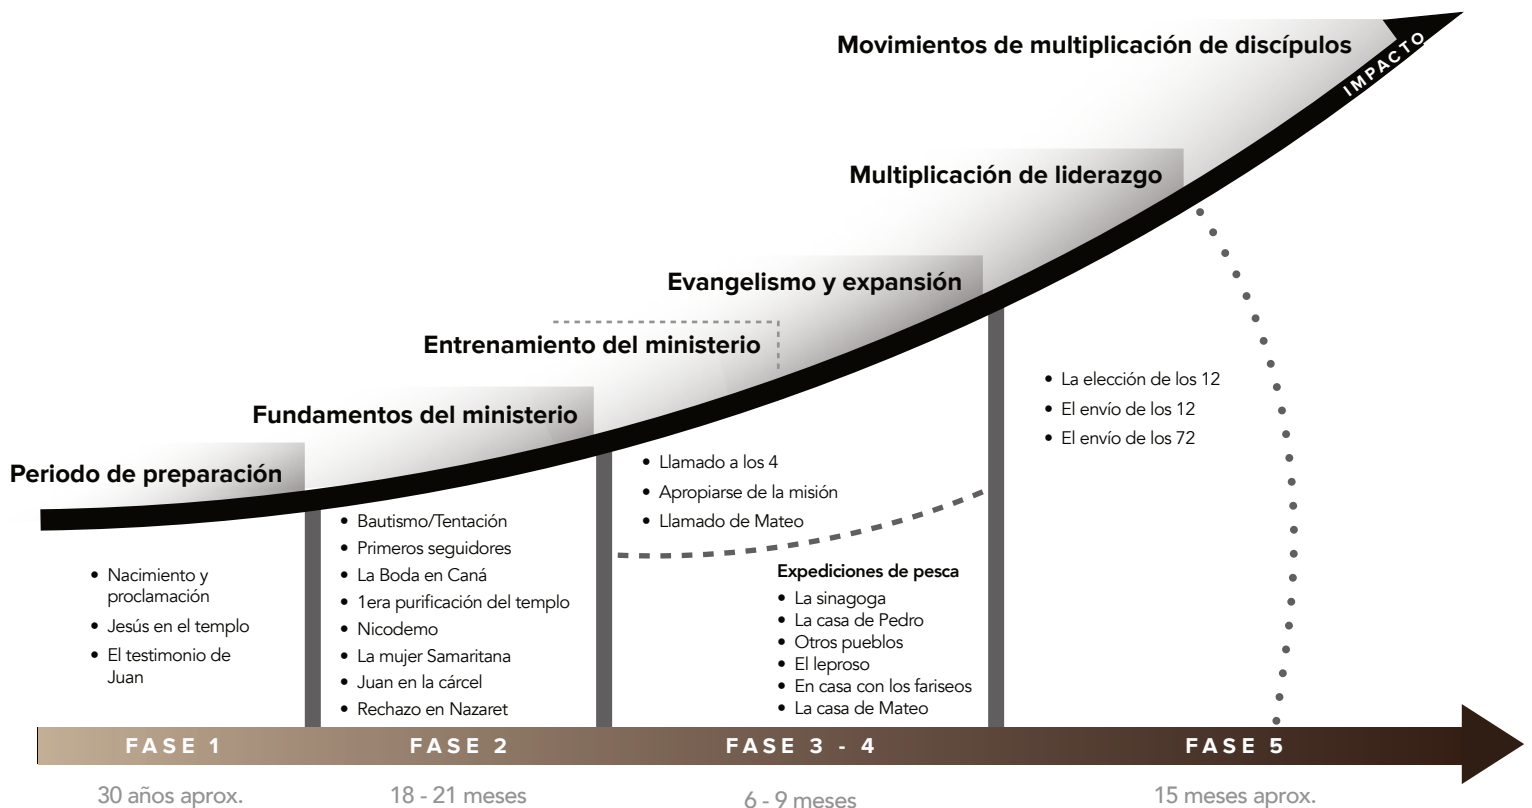 Movimientos de multiplicación de discípulos
IMPACTO
Multiplicación de liderazgo
Evangelismo y expansión
Entrenamiento del ministerio
Fundamentos del ministerio
Periodo de preparación
• Nacimiento y
proclamación
• Jesús en el templo
• El testimonio de
Juan
• Bautismo/Tentación
• Primeros seguidores
• La Boda en Caná
• 1era purificación del templo
• Nicodemo
• La mujer Samaritana
• Juan en la cárcel
• Rechazo en Nazaret
• Llamado a los 4
• Apropiarse de la misión
• Llamado de Mateo
Expediciones de pesca
• La sinagoga
• La casa de Pedro
• Otros pueblos
• El leproso
• En casa con los fariseos
• La casa de Mateo
• La elección de los 12
• El envío de los 12
• El envío de los 72
FASE 1
FASE 2
FASE 3 - 4
FASE 5
30 años aprox.
18 - 21 meses
6 - 9 meses
15 meses aprox.